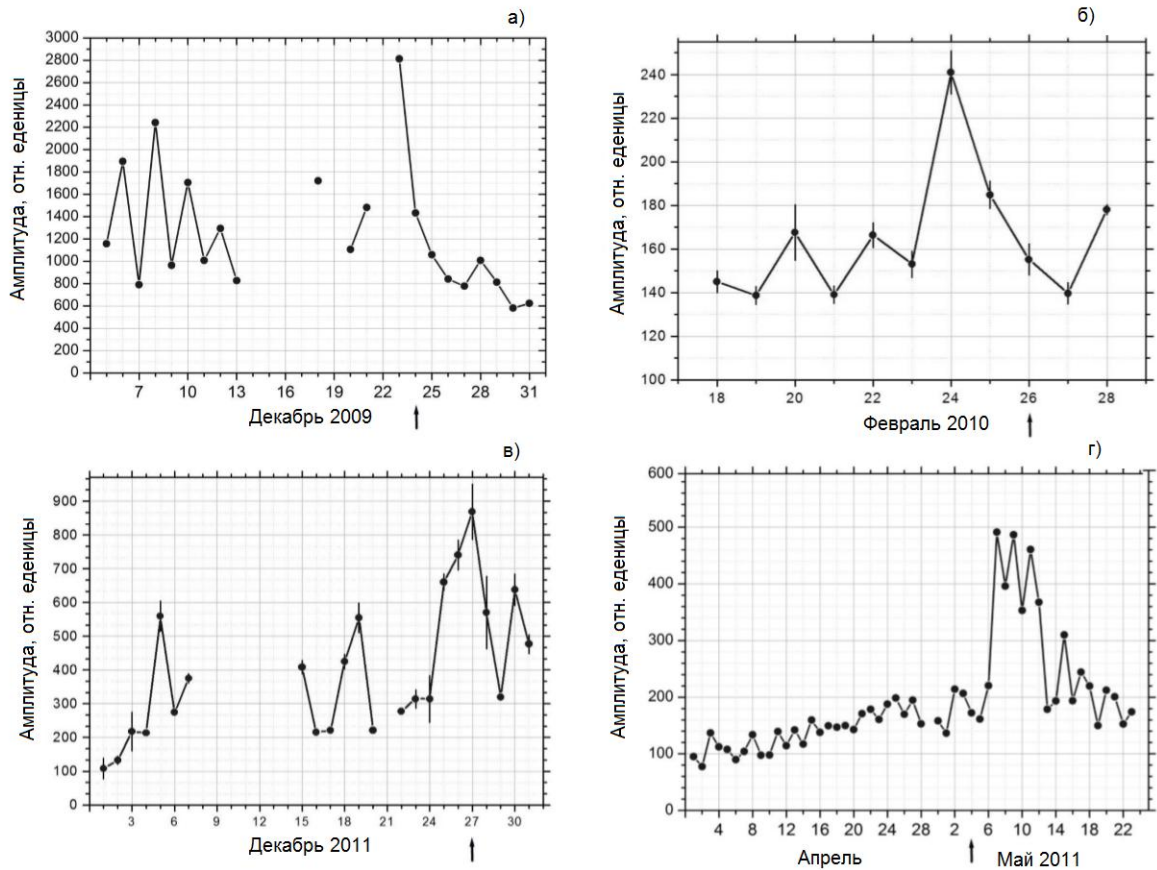 а)
3000
2800
2600
2400
2200
2000
1800
1600
1400
1200
1000
800
600
400
200
0
Амплитуда, отн. еденицы
7 10 13 16 19 22 25 28 31
Декабрь 2009
б)
240
220
200
180
160
140
120
100
Амплитуда, отн. еденицы
18 20 22 24 26 28
Февраль 2010
в)
900
800
700
600
500
400
300
200
100
0
Амплитуда, отн. еденицы
3 6 9 12 15 18 21 24 27 30
Декабрь 2011
г)
600
500
400
300
200
100
0
Амплитуда, отн. еденицы
4 8 12 16 20 24 28 2 6 10 14 18 22
Апрель Май 2011